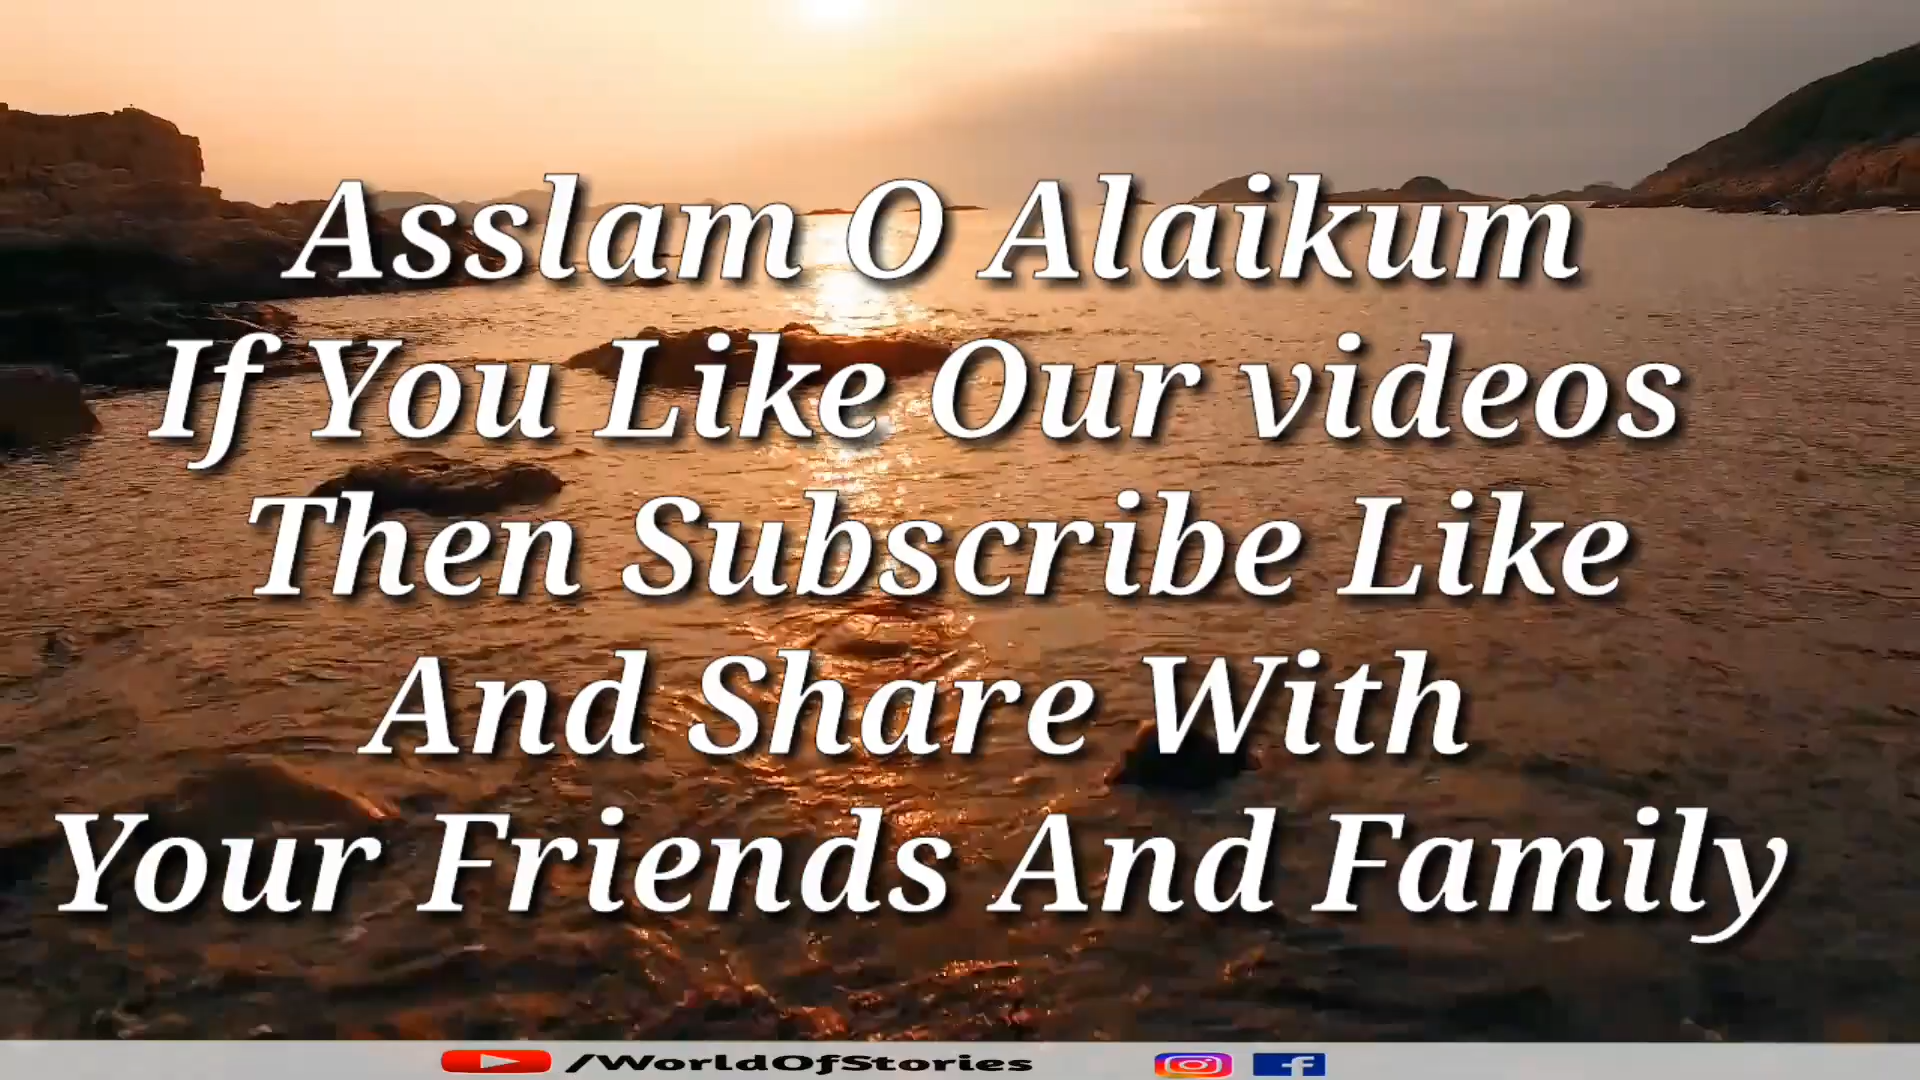 Asslam O Alaikum
If You Like Our videos
Then Subscribe Like
And Share With
Your Friends And Family
/WorldOfStories